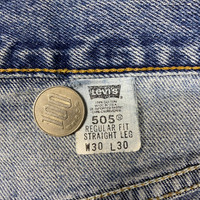 Levi's
100
505
REGULAR FIT
STRAIGHT LEG
W30 L30